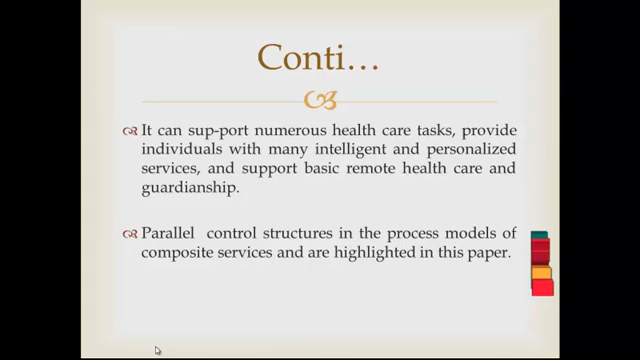 Conti…
It can sup-port numerous health care tasks, provide
individuals with many intelligent and personalized
services, and support basic remote health care and
guardianship.
Parallel control structures in the process models of
composite services and are highlighted in this paper.